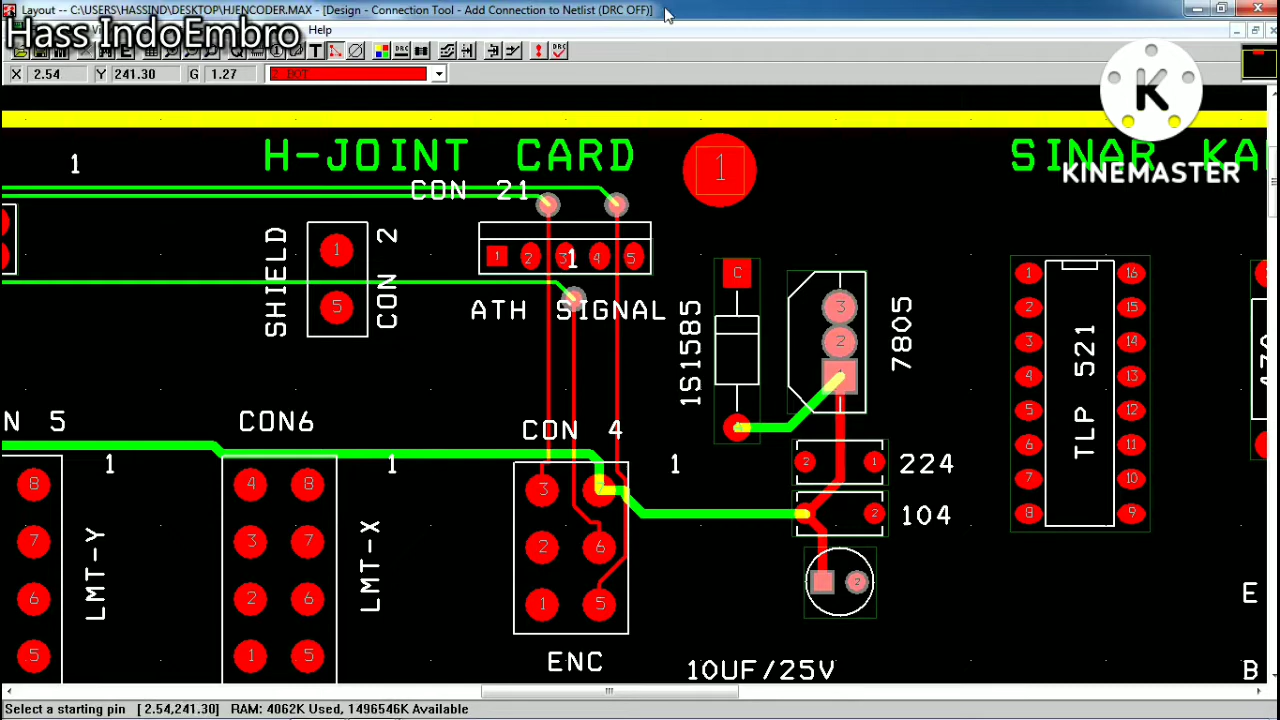 Layout -- C:\USERS\HASSIND\DESKTOP\HJENCODER.MAX - [Design - Connection Tool - Add Connection to Netlist (DRC OFF)]
Hass IndoEmbro
Help
X 2.54 Y 241.30 G 1.27 2 BOT
K
KINEMASTER
H-JOINT CARD
SINAR KA
1
CON 21
1
SHIELD
1
5
CON 2
1 2 3 4 5
1
ATH SIGNAL
C
1S1585
3
2
7805
1 16
2 15
3 14
4 13
5 12
6 11
7 10
8 9
TLP 521
N 5
CON6
CON 4
1
1
1
2 1
224
2
104
8
7
6
5
LMT-Y
4 8
3 7
2 6
1 5
LMT-X
3
2 6
1 5
ENC
2
10UF/25V
E
B
Select a starting pin [2.54,241.30] RAM: 4062K Used, 1496546K Available